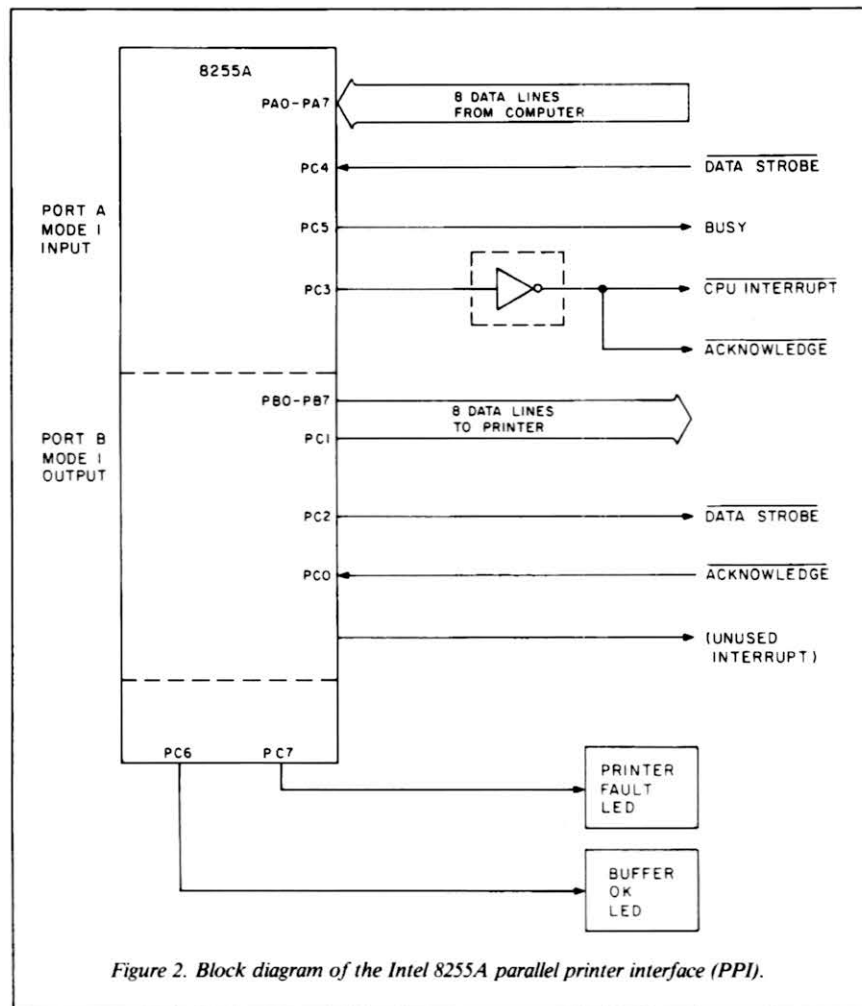 8255A
PA0-PA7
8 DATA LINES
FROM COMPUTER
PC4
DATA STROBE
PORT A
MODE 1
INPUT
PC5
BUSY
PC3
CPU INTERRUPT
ACKNOWLEDGE
PB0-PB7
8 DATA LINES
TO PRINTER
PORT B
MODE 1
OUTPUT
PC1
PC2
DATA STROBE
PC0
ACKNOWLEDGE
(UNUSED
INTERRUPT)
PC6
PC7
PRINTER
FAULT
LED
BUFFER
OK
LED
Figure 2. Block diagram of the Intel 8255A parallel printer interface (PPI).